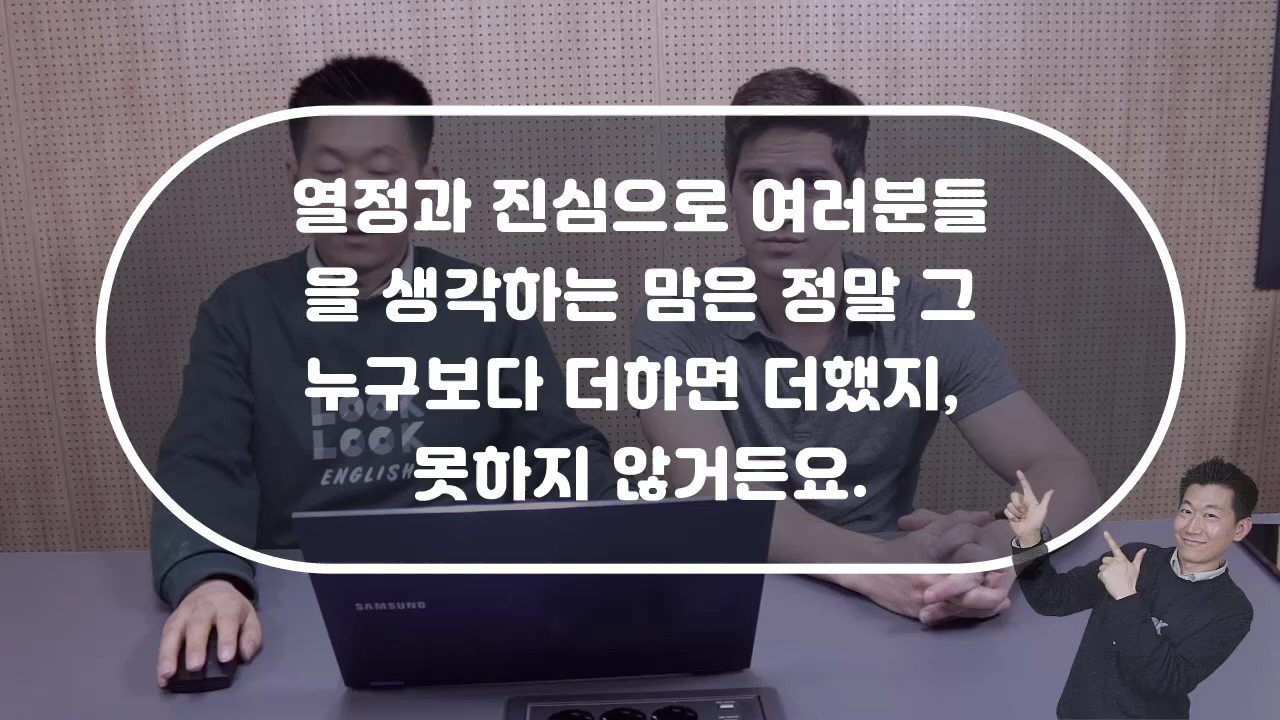 열정과 진심으로 여러분들
을 생각하는 맘은 정말 그
누구보다 더하면 더했지,
못하지 않거든요.
LOOK
LOOK
ENGLISH
SAMSUNG